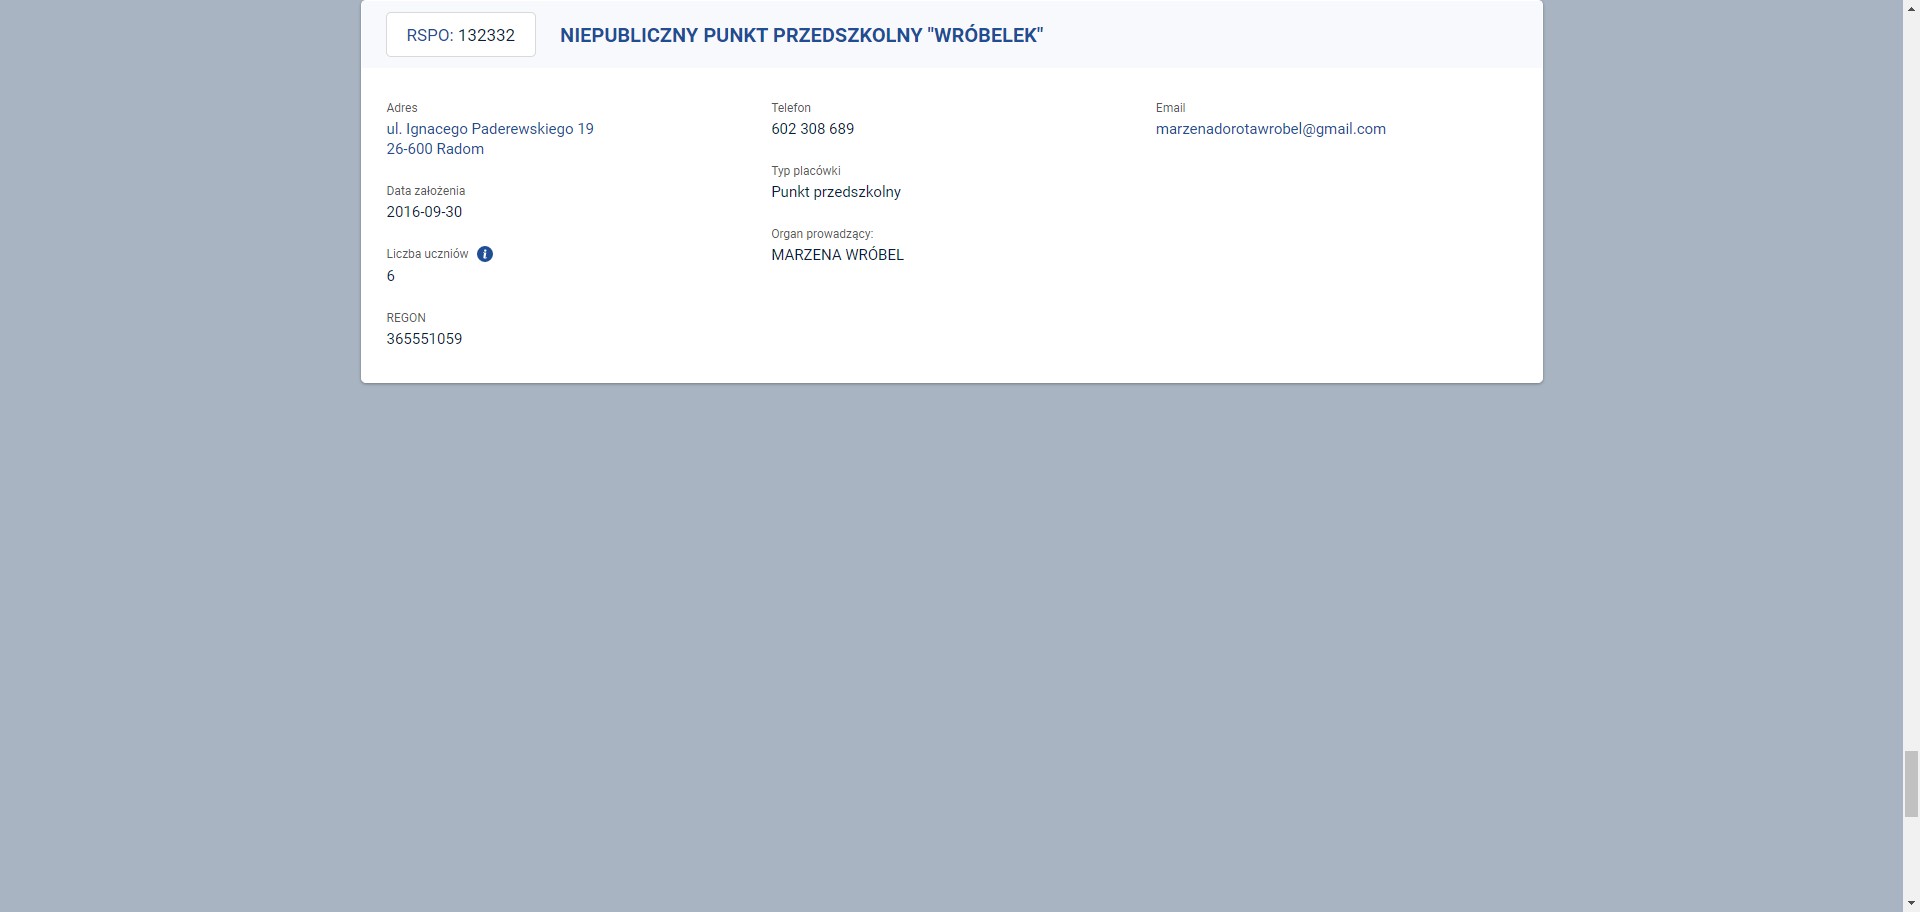 RSPO: 132332
NIEPUBLICZNY PUNKT PRZEDSZKOLNY "WRÓBELEK"
Adres
ul. Ignacego Paderewskiego 19
26-600 Radom
Data założenia
2016-09-30
Liczba uczniów
6
REGON
365551059
Telefon
602 308 689
Typ placówki
Punkt przedszkolny
Organ prowadzący:
MARZENA WRÓBEL
Email
marzenadorotawrobel@gmail.com